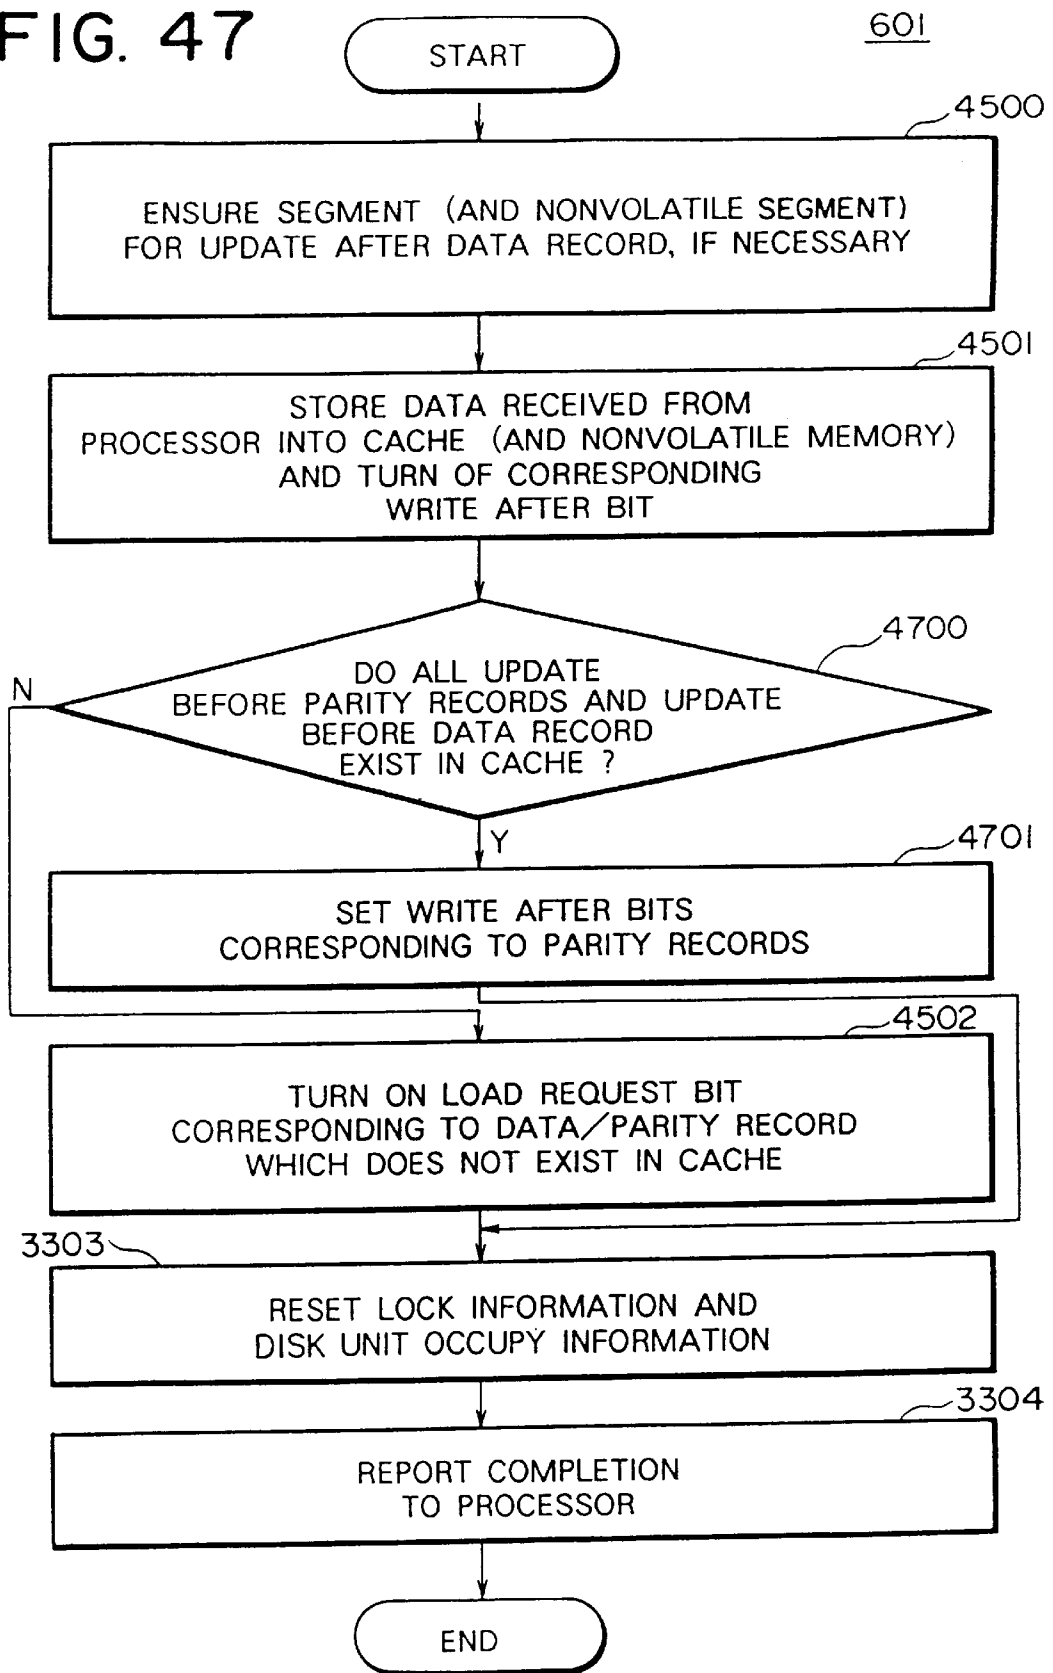 FIG. 47
601
START
4500
ENSURE SEGMENT (AND NONVOLATILE SEGMENT)
FOR UPDATE AFTER DATA RECORD, IF NECESSARY
4501
STORE DATA RECEIVED FROM
PROCESSOR INTO CACHE (AND NONVOLATILE MEMORY)
AND TURN OF CORRESPONDING
WRITE AFTER BIT
4700
N
DO ALL UPDATE
BEFORE PARITY RECORDS AND UPDATE
BEFORE DATA RECORD
EXIST IN CACHE ?
Y
4701
SET WRITE AFTER BITS
CORRESPONDING TO PARITY RECORDS
4502
TURN ON LOAD REQUEST BIT
CORRESPONDING TO DATA/PARITY RECORD
WHICH DOES NOT EXIST IN CACHE
3303
RESET LOCK INFORMATION AND
DISK UNIT OCCUPY INFORMATION
3304
REPORT COMPLETION
TO PROCESSOR
END